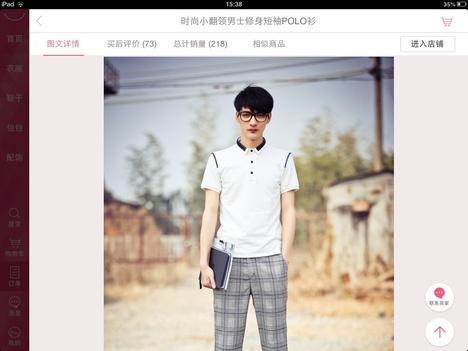 iPad
15:38
35%
时尚小翻领男士修身短袖POLO衫
图文详情
买后评价 (73)
总计销量 (218)
相似商品
进入店铺
首页
衣服
鞋子
包包
配饰
搜索
购物车
订单
消息
我的
联系卖家